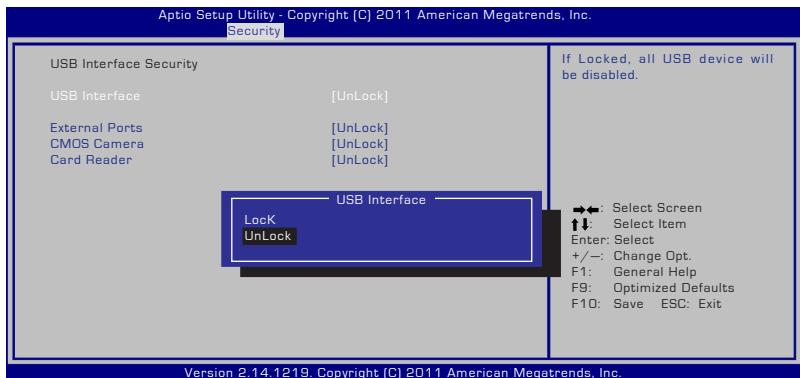 Aptio Setup Utility - Copyright (C) 2011 American Megatrends, Inc.
Security
USB Interface Security
USB Interface [UnLock]
External Ports [UnLock]
CMOS Camera [UnLock]
Card Reader [UnLock]
USB Interface
LocK
UnLock
If Locked, all USB device will
be disabled.
→←: Select Screen
↑↓: Select Item
Enter: Select
+/—: Change Opt.
F1: General Help
F9: Optimized Defaults
F10: Save ESC: Exit
Version 2.14.1219. Copyright (C) 2011 American Megatrends, Inc.